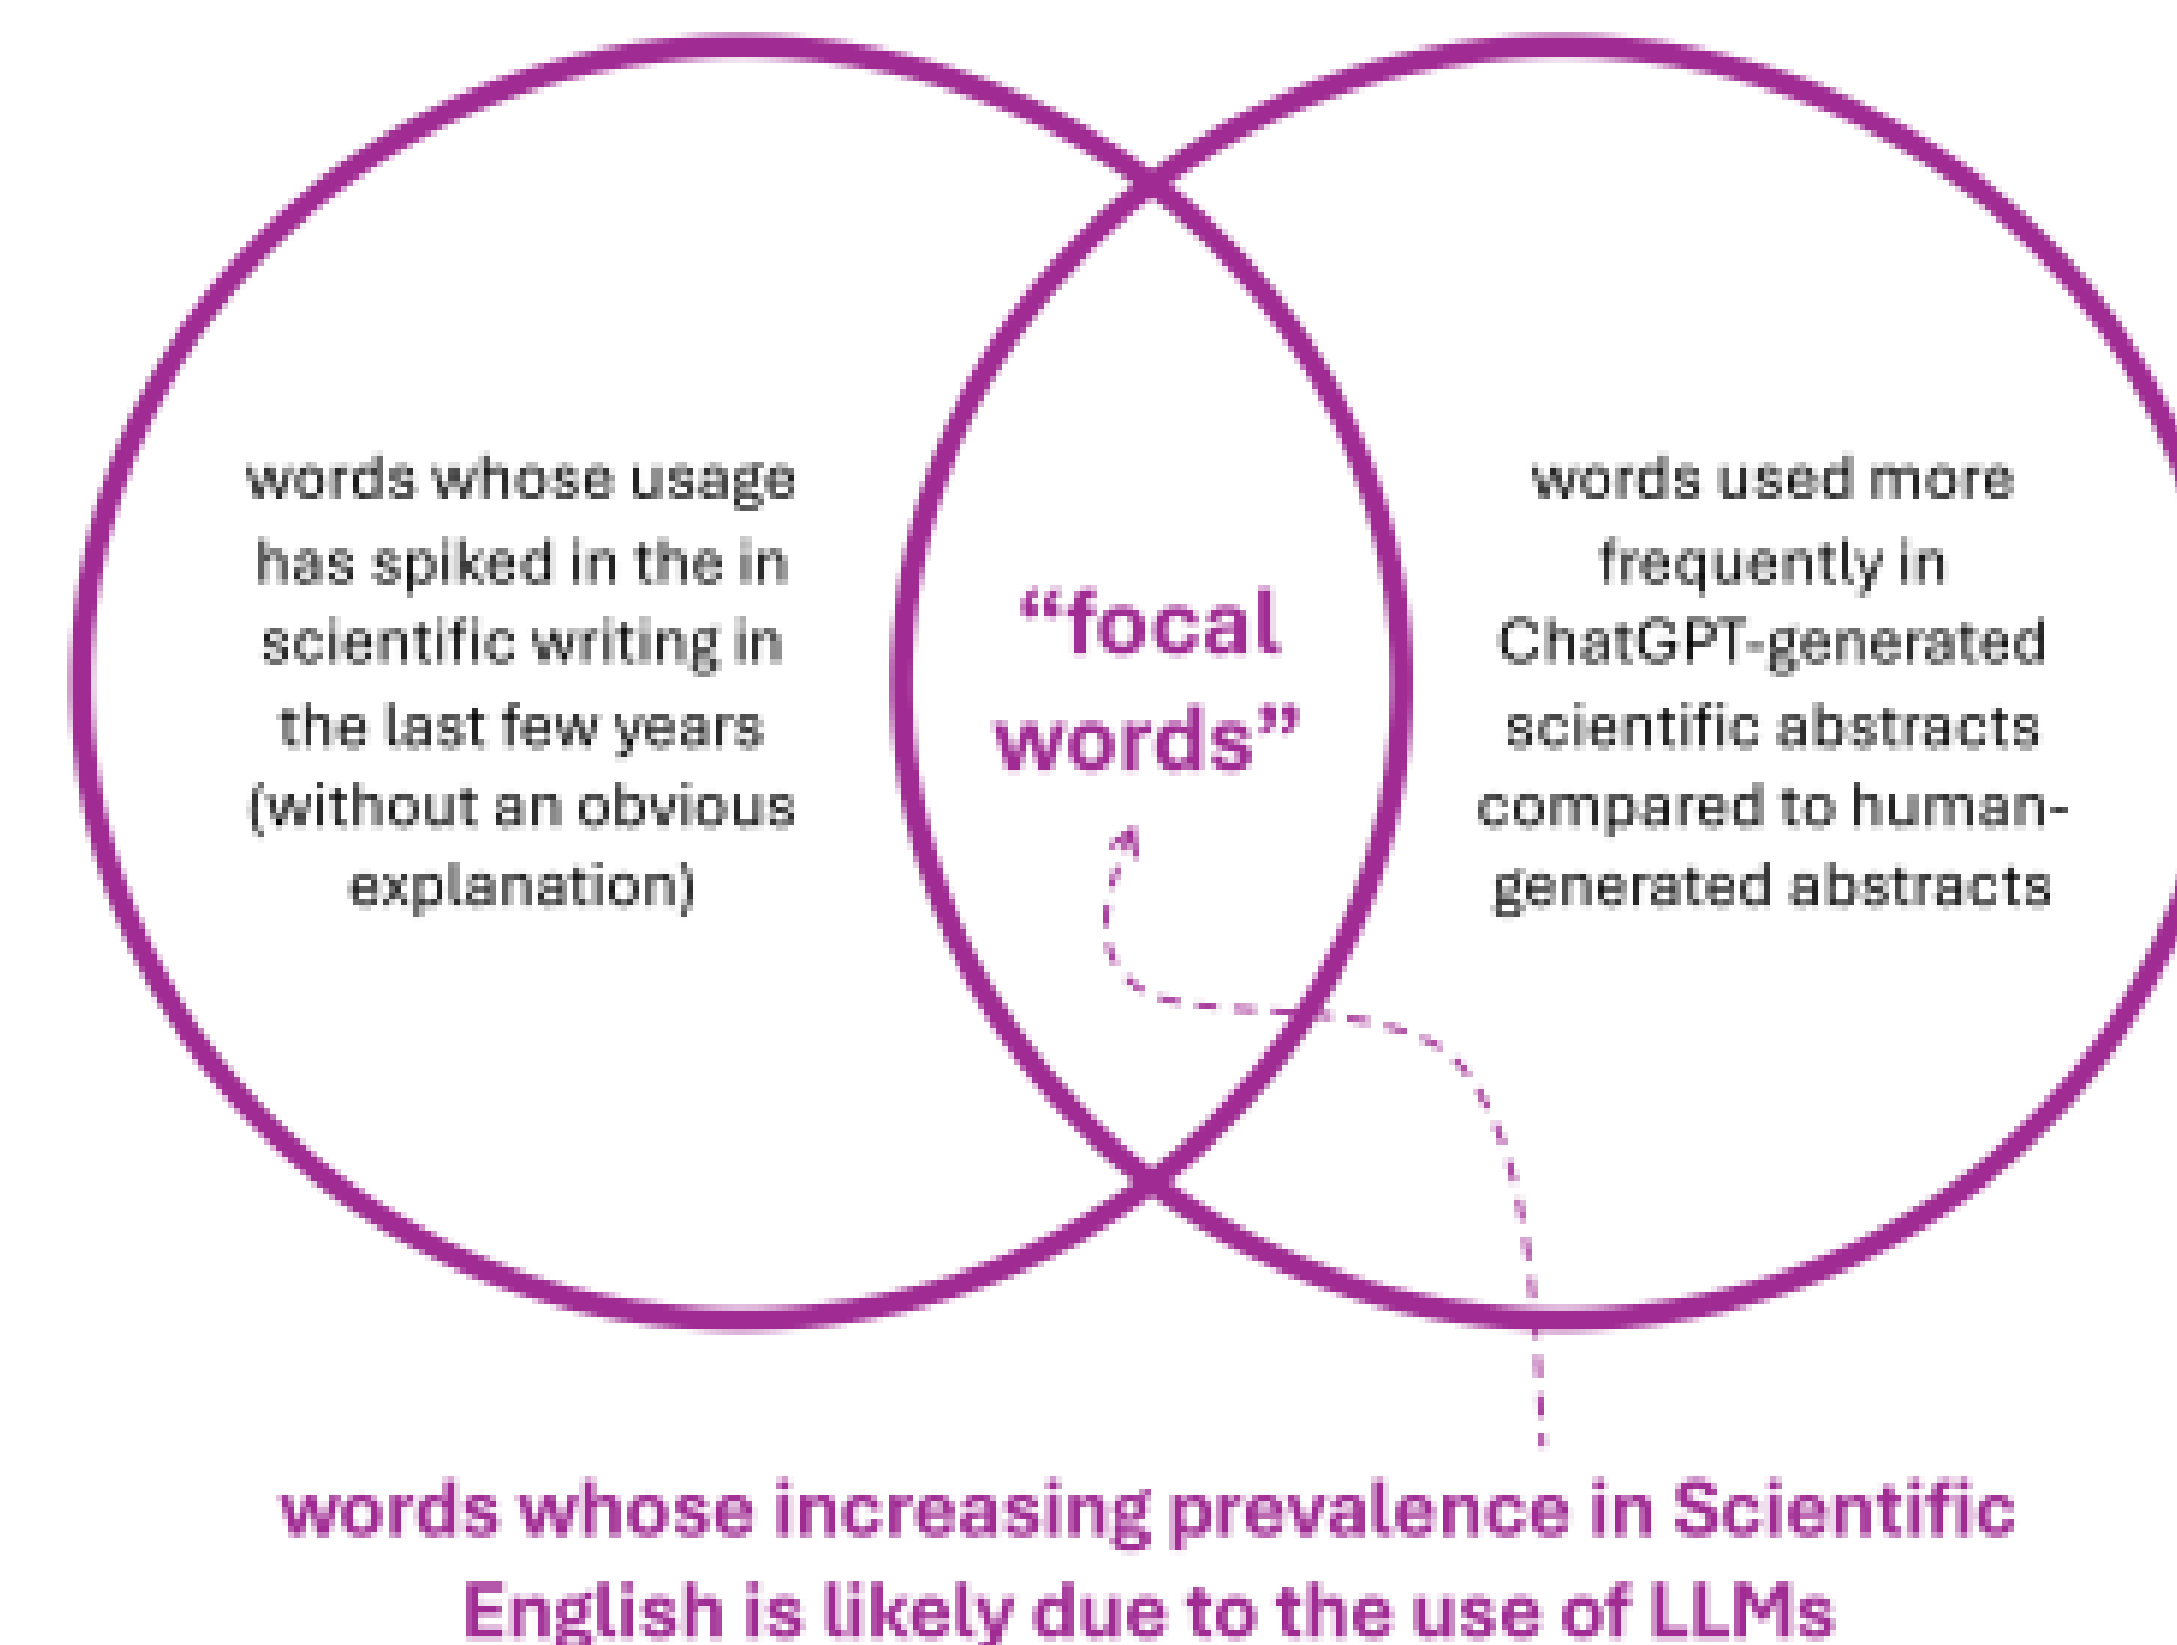 words whose usage
has spiked in the in
scientific writing in
the last few years
(without an obvious
explanation)
“focal
words”
words used more
frequently in
ChatGPT-generated
scientific abstracts
compared to human-
generated abstracts
words whose increasing prevalence in Scientific
English is likely due to the use of LLMs